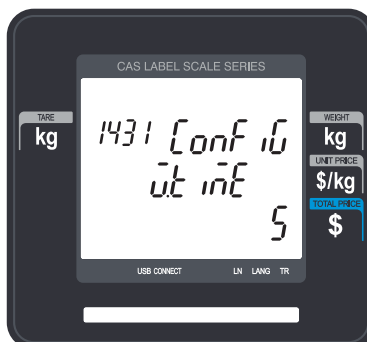 CAS LABEL SCALE SERIES
TARE
kg
1431 ConFiG
w.timE
5
WEIGHT
kg
UNIT PRICE
$/kg
TOTAL PRICE
$
USB CONNECT LN LANG TR